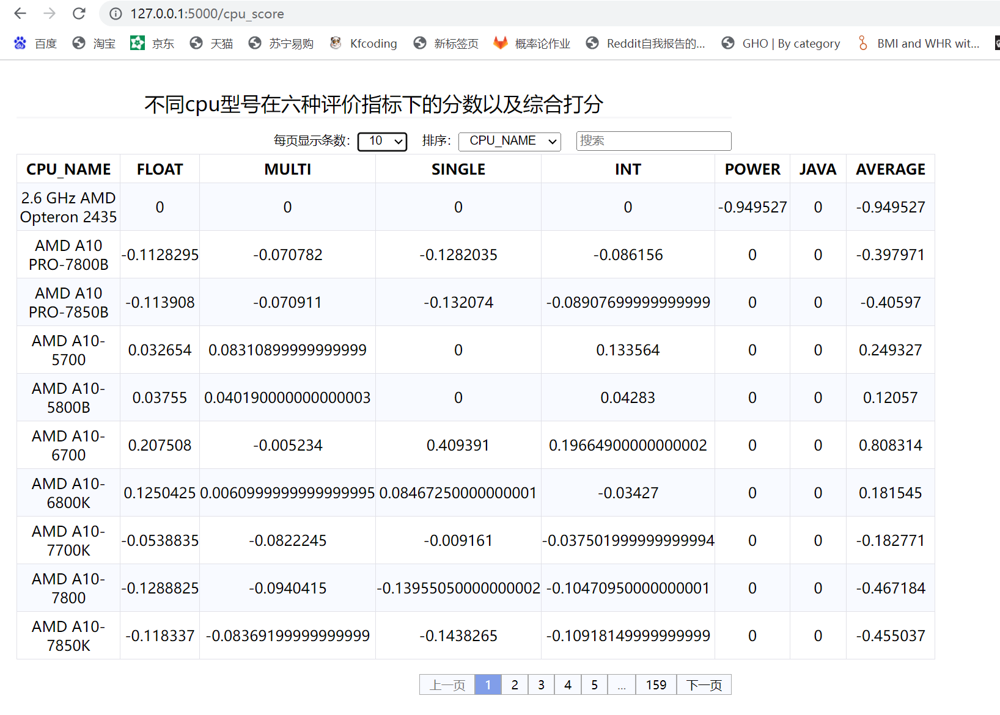 127.0.0.1:5000/cpu_score
百度 淘宝 京东 天猫 苏宁易购 Kfcoding 新标签页 概率论作业 Reddit自我报告的... GHO | By category BMI and WHR wit...
不同cpu型号在六种评价指标下的分数以及综合打分
每页显示条数: 10 排序: CPU_NAME 搜索
CPU_NAME FLOAT MULTI SINGLE INT POWER JAVA AVERAGE
2.6 GHz AMD
Opteron 2435 0 0 0 0 -0.949527 0 -0.949527
AMD A10
PRO-7800B -0.1128295 -0.070782 -0.1282035 -0.086156 0 0 -0.397971
AMD A10
PRO-7850B -0.113908 -0.070911 -0.132074 -0.08907699999999999 0 0 -0.40597
AMD A10-
5700 0.032654 0.08310899999999999 0 0.133564 0 0 0.249327
AMD A10-
5800B 0.03755 0.040190000000000003 0 0.04283 0 0 0.12057
AMD A10-
6700 0.207508 -0.005234 0.409391 0.19664900000000002 0 0 0.808314
AMD A10-
6800K 0.1250425 0.0060999999999999995 0.08467250000000001 -0.03427 0 0 0.181545
AMD A10-
7700K -0.0538835 -0.0822245 -0.009161 -0.037501999999999994 0 0 -0.182771
AMD A10-
7800 -0.1288825 -0.0940415 -0.13955050000000002 -0.10470950000000001 0 0 -0.467184
AMD A10-
7850K -0.118337 -0.08369199999999999 -0.1438265 -0.10918149999999999 0 0 -0.455037
上一页 1 2 3 4 5 ... 159 下一页